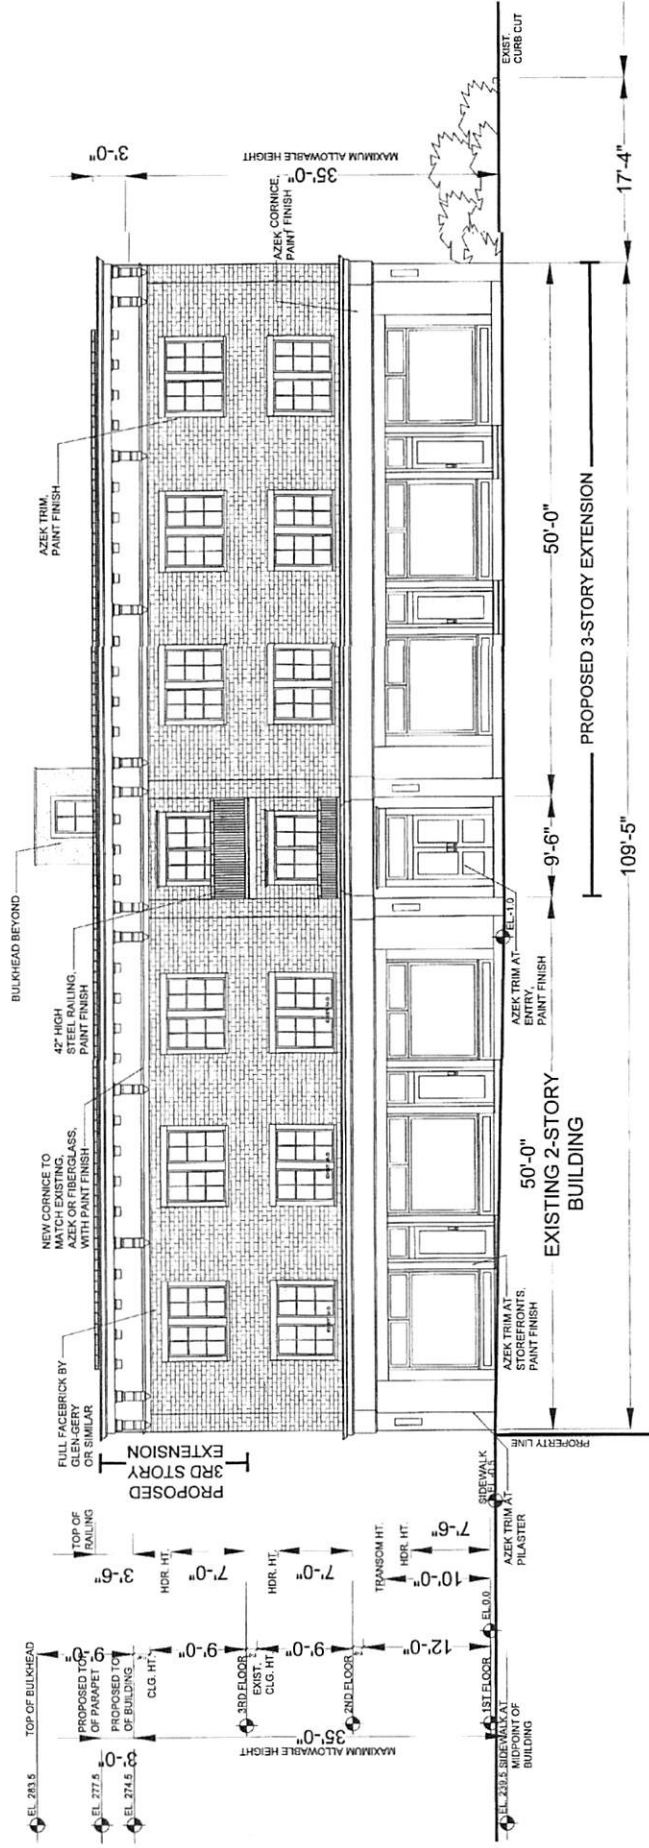 EL. 283.5
TOP OF BULKHEAD
9'-0"
EL. 277.5
PROPOSED TOP
OF PARAPET
3'-0"
EL. 274.5
PROPOSED TOP
OF BUILDING
CLG. HT.
9'-0"
3RD FLOOR
EXIST.
CLG. HT.
9'-0"
2ND FLOOR
12'-0"
1ST FLOOR
EL. 0.0
35'-0"
MAXIMUM ALLOWABLE HEIGHT
EL. 239.5 SIDEWALK AT
MIDPOINT OF
BUILDING
TOP OF
RAILING
3'-6"
HDR. HT.
7'-0"
HDR. HT.
7'-0"
TRANSOM HT.
HDR. HT.
10'-0"
7'-6"
SIDEWALK
EL. -0.5
PROPOSED
3RD STORY
EXTENSION
FULL FACEBRICK BY
GLEN-GERY
OR SIMILAR
NEW CORNICE TO
MATCH EXISTING,
AZEK OR FIBERGLASS,
WITH PAINT FINISH
42" HIGH
STEEL RAILING,
PAINT FINISH
BULKHEAD BEYOND
AZEK TRIM,
PAINT FINISH
AZEK CORNICE,
PAINT FINISH
3'-0"
35'-0"
MAXIMUM ALLOWABLE HEIGHT
EXIST.
CURB CUT
AZEK TRIM AT
PILASTER
PROPERTY LINE
AZEK TRIM AT
STOREFRONTS,
PAINT FINISH
50'-0"
EXISTING 2-STORY
BUILDING
EL. -1.0
AZEK TRIM AT
ENTRY,
PAINT FINISH
9'-6"
50'-0"
PROPOSED 3-STORY EXTENSION
109'-5"
17'-4"